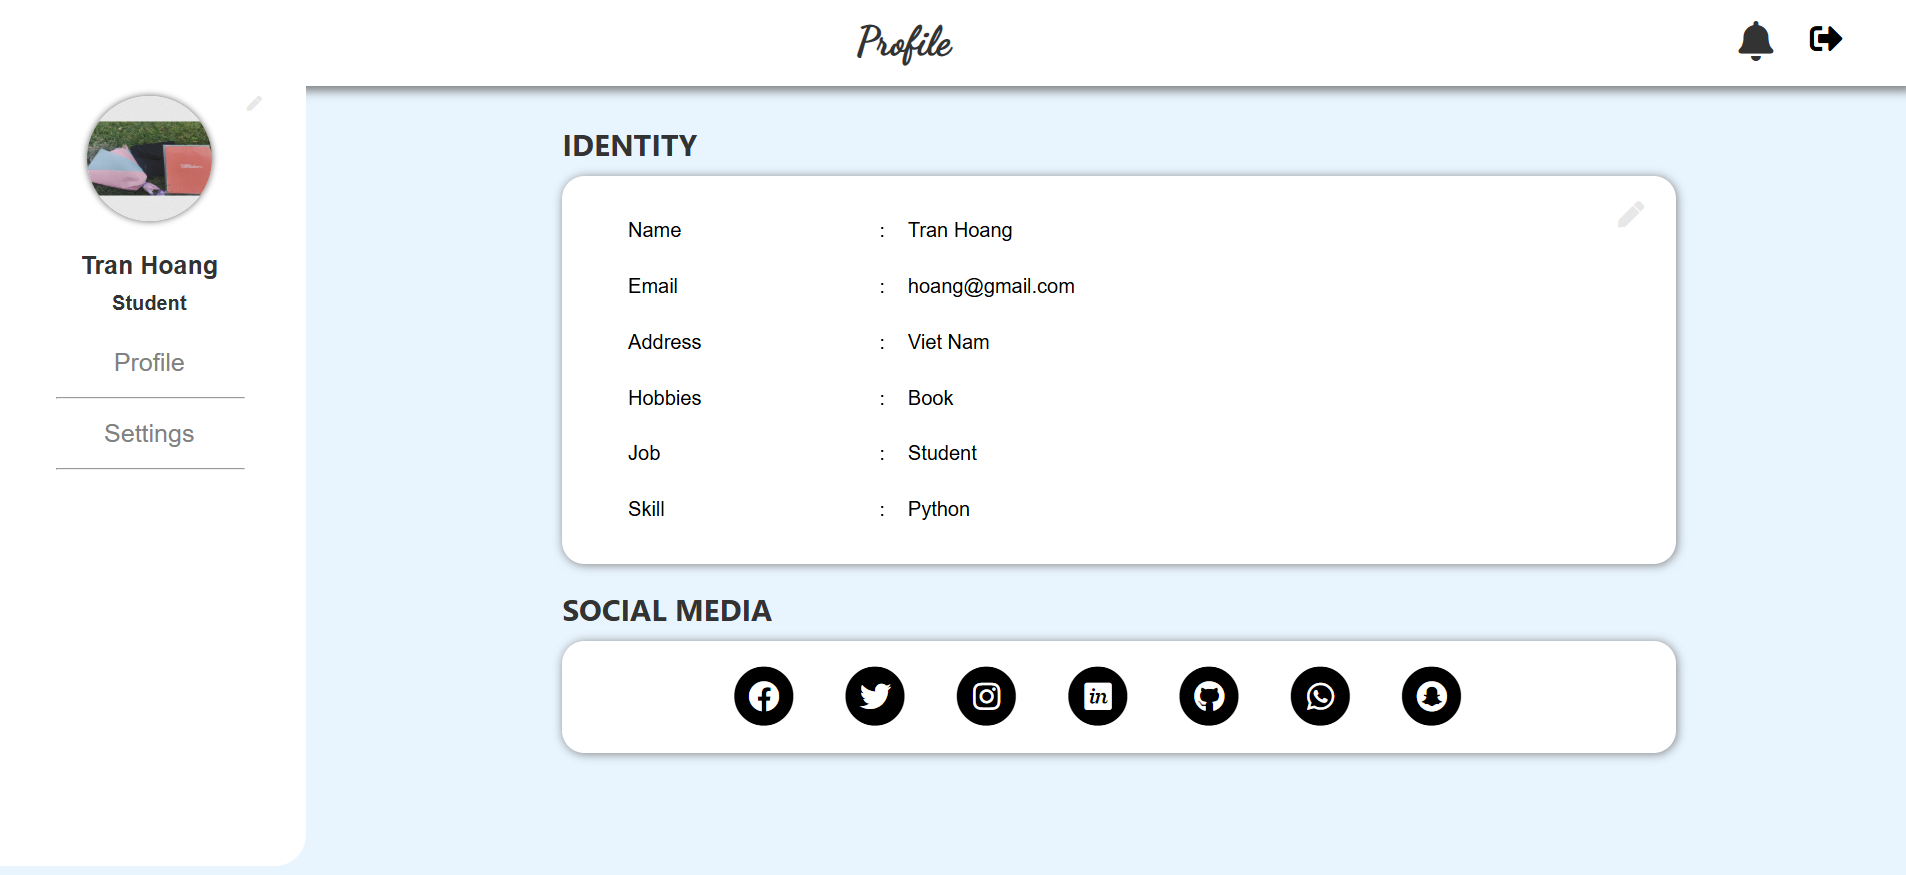 Profile
Tran Hoang
Student
Profile
Settings
IDENTITY
Name : Tran Hoang
Email : hoang@gmail.com
Address : Viet Nam
Hobbies : Book
Job : Student
Skill : Python
SOCIAL MEDIA
in